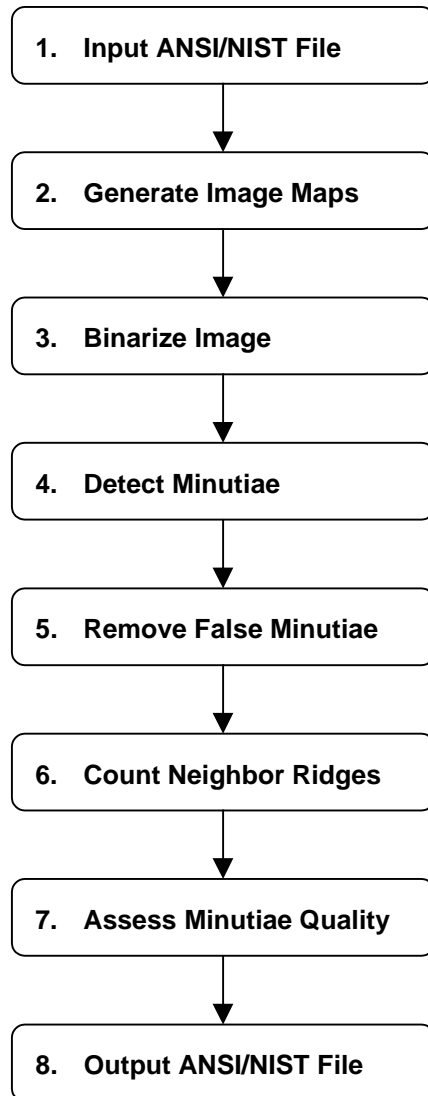 1. Input ANSI/NIST File
2. Generate Image Maps
3. Binarize Image
4. Detect Minutiae
5. Remove False Minutiae
6. Count Neighbor Ridges
7. Assess Minutiae Quality
8. Output ANSI/NIST File